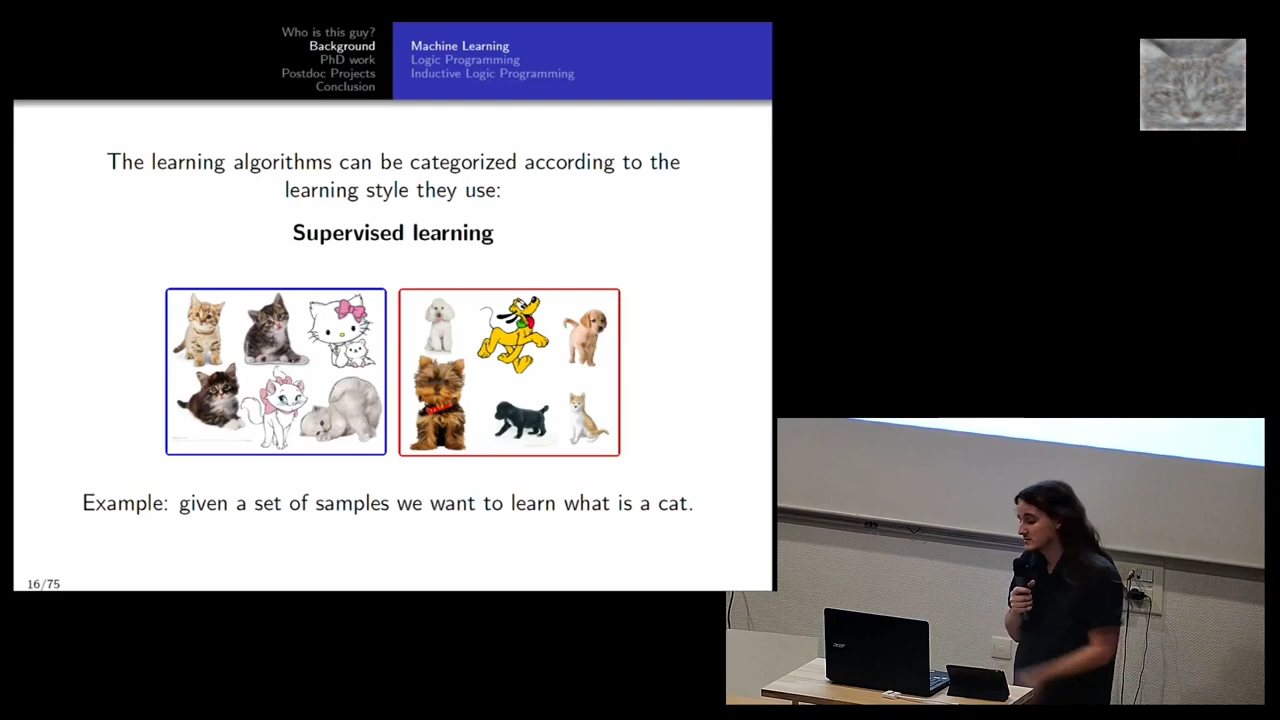 Who is this guy?
Background
PhD work
Postdoc Projects
Conclusion
Machine Learning
Logic Programming
Inductive Logic Programming
The learning algorithms can be categorized according to the
learning style they use:
Supervised learning
Example: given a set of samples we want to learn what is a cat.
16/75
acer